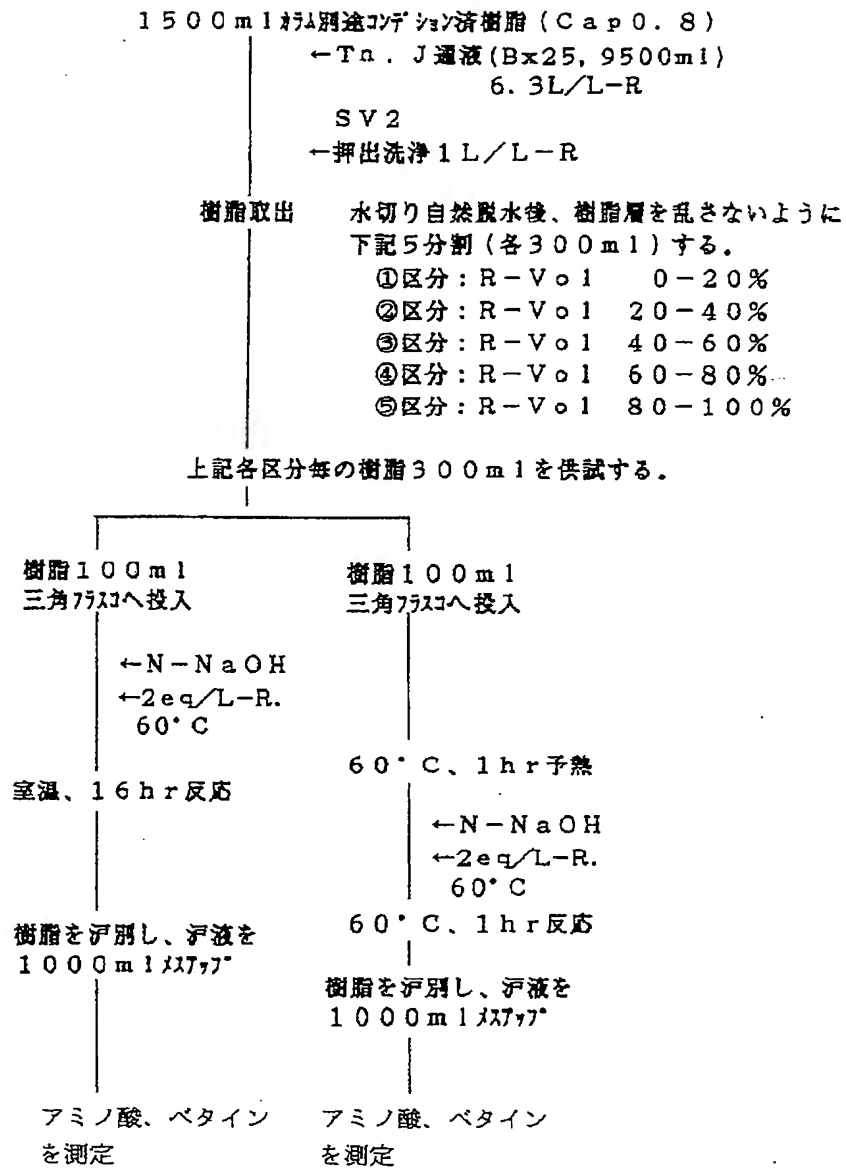 1500mlカラム別途コンデション済樹脂(Cap0.8)
←Tn.J通液(Bx25,9500ml)
6.3L/L-R
SV2
←押出洗浄1L/L-R
樹脂取出 水切り自然脱水後、樹脂層を乱さないように
下記5分割(各300ml)する.
①区分:R-Vol 0-20%
②区分:R-Vol 20-40%
③区分:R-Vol 40-60%
④区分:R-Vol 60-80%
⑤区分:R-Vol 80-100%
上記各区分毎の樹脂300mlを供試する.
樹脂100ml
三角フラスコへ投入
←N-NaOH
←2eq/L-R.
60°C
室温、16hr反応
樹脂を沪別し、沪液を
1000mlメスアップ
アミノ酸、ベタイン
を測定
樹脂100ml
三角フラスコへ投入
60°C、1hr予熱
←N-NaOH
←2eq/L-R.
60°C
60°C、1hr反応
樹脂を沪別し、沪液を
1000mlメスアップ
アミノ酸、ベタイン
を測定